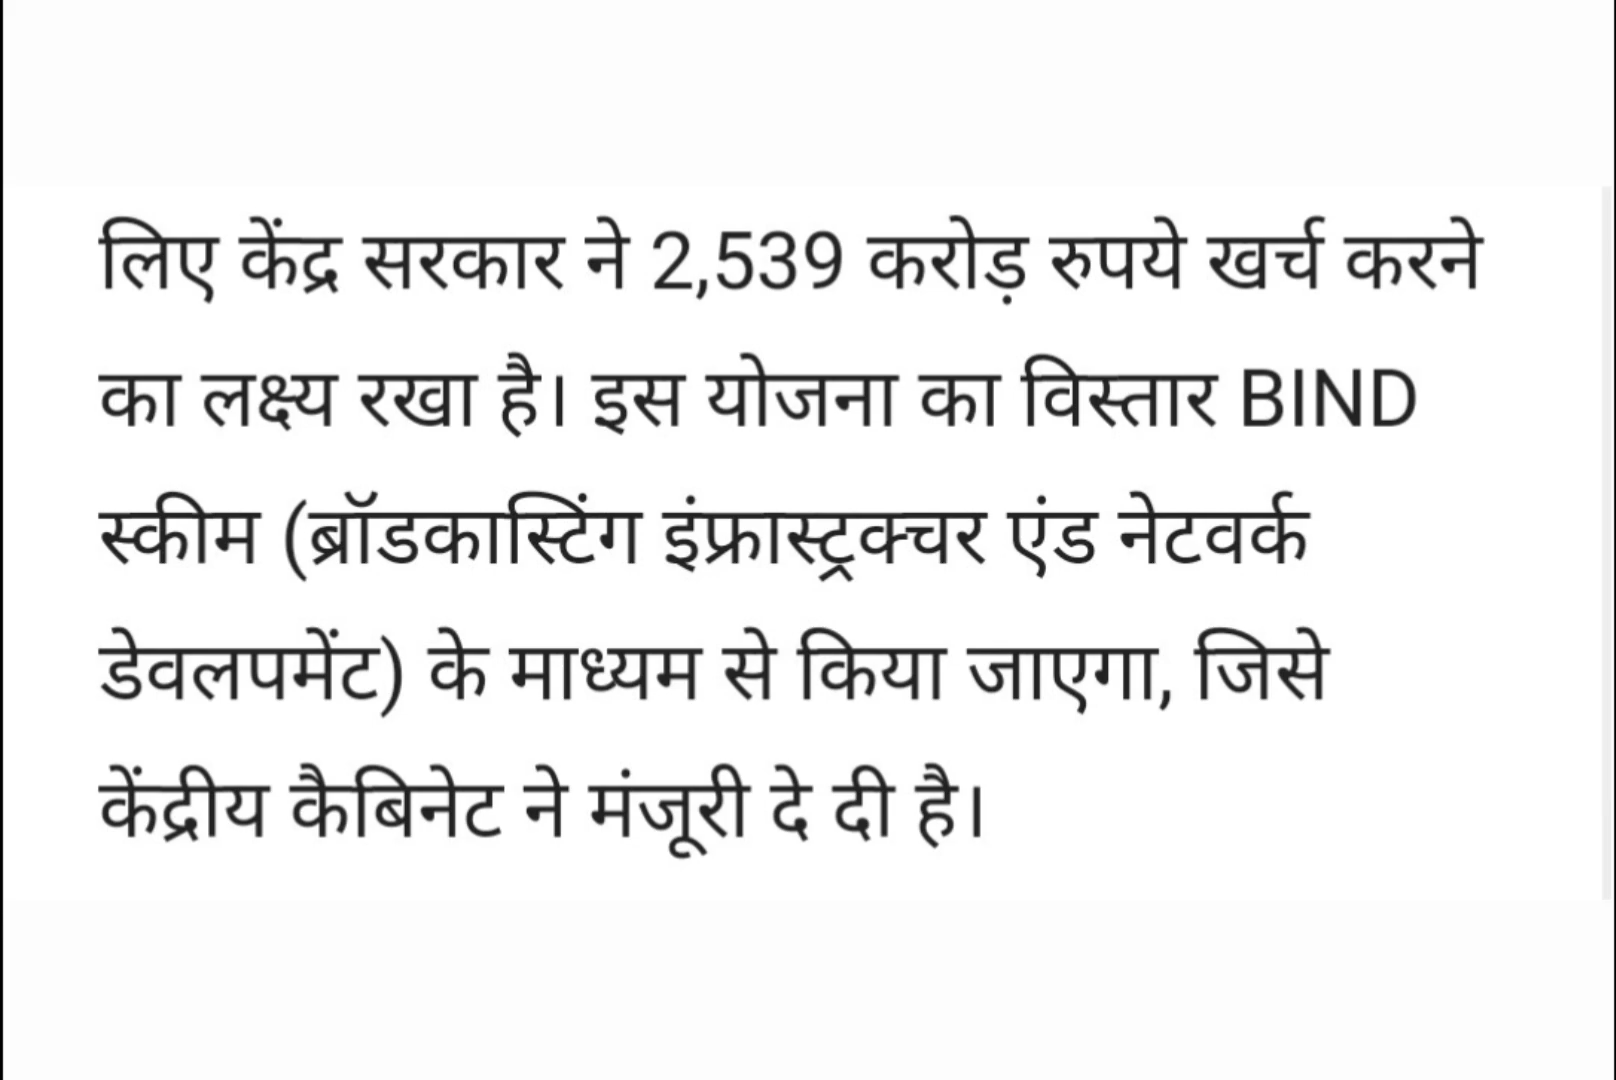 लिए केंद्र सरकार ने 2,539 करोड़ रुपये खर्च करने
का लक्ष्य रखा है। इस योजना का विस्तार BIND
स्कीम (ब्रॉडकास्टिंग इंफ्रास्ट्रक्चर एंड नेटवर्क
डेवलपमेंट) के माध्यम से किया जाएगा, जिसे
केंद्रीय कैबिनेट ने मंजूरी दे दी है।